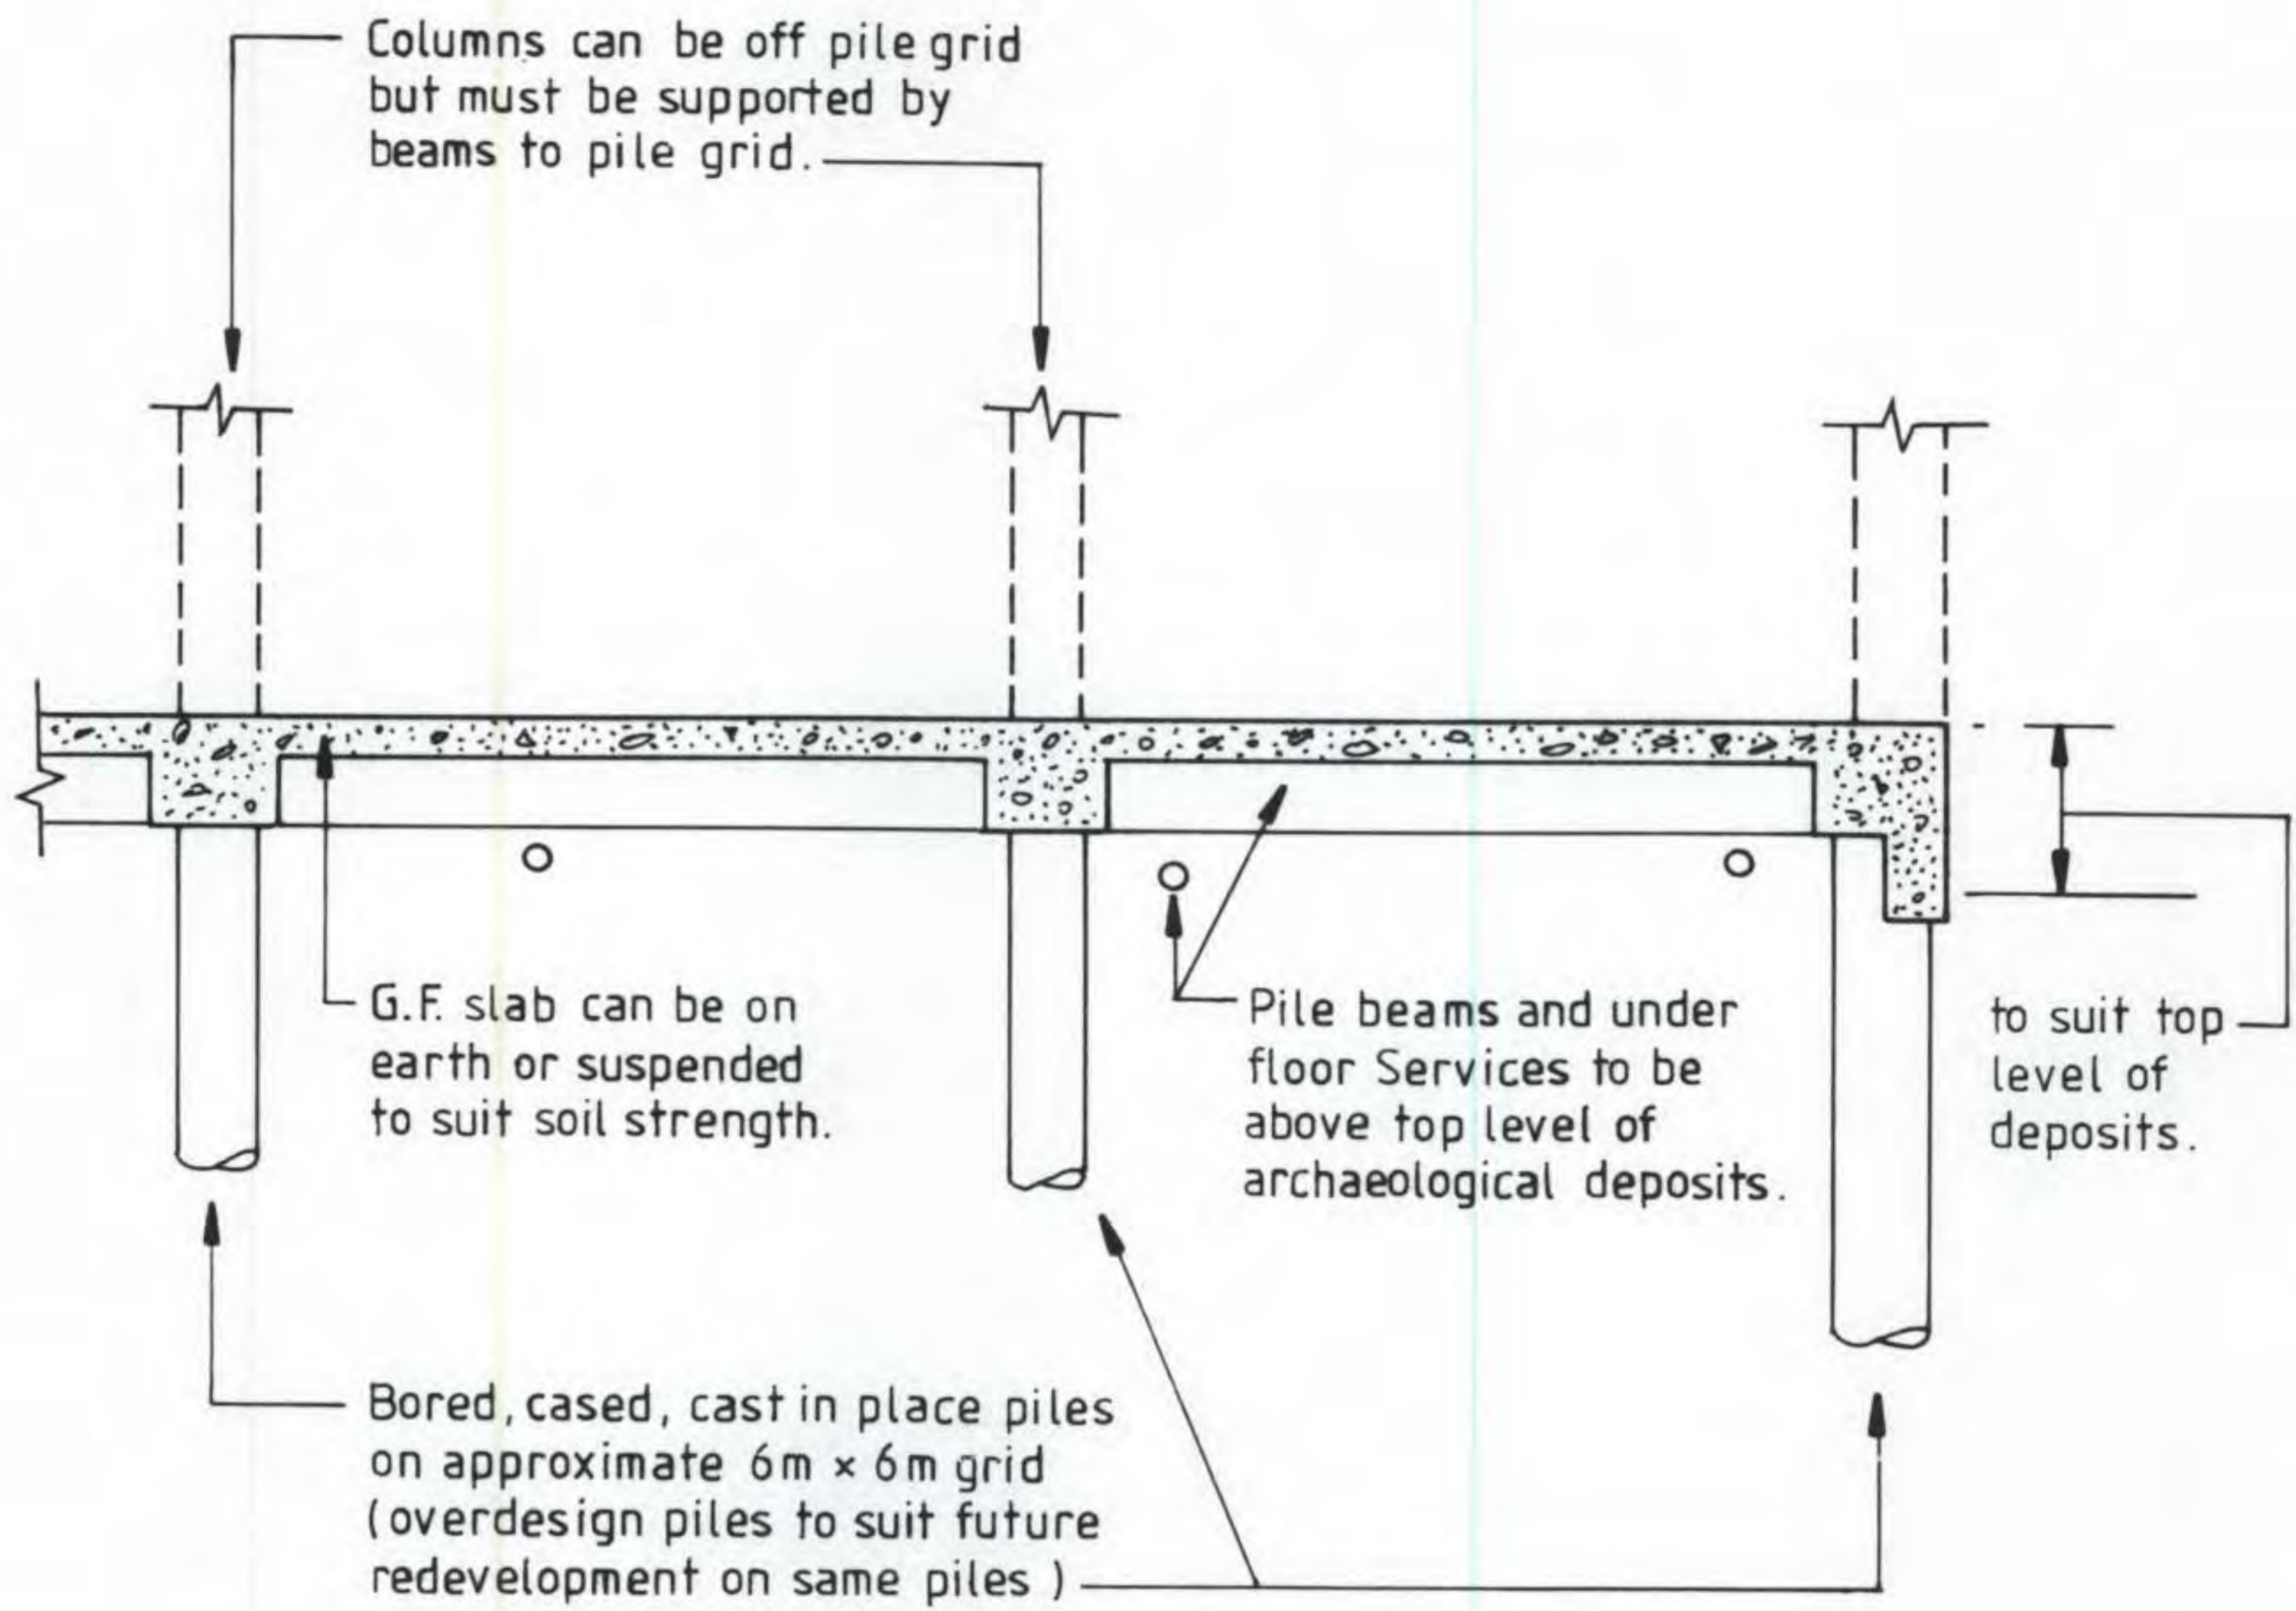 Columns can be off pile grid
but must be supported by
beams to pile grid.
G.F. slab can be on
earth or suspended
to suit soil strength.
Pile beams and under
floor Services to be
above top level of
archaeological deposits.
to suit top
level of
deposits.
Bored, cased, cast in place piles
on approximate 6m × 6m grid
(overdesign piles to suit future
redevelopment on same piles)